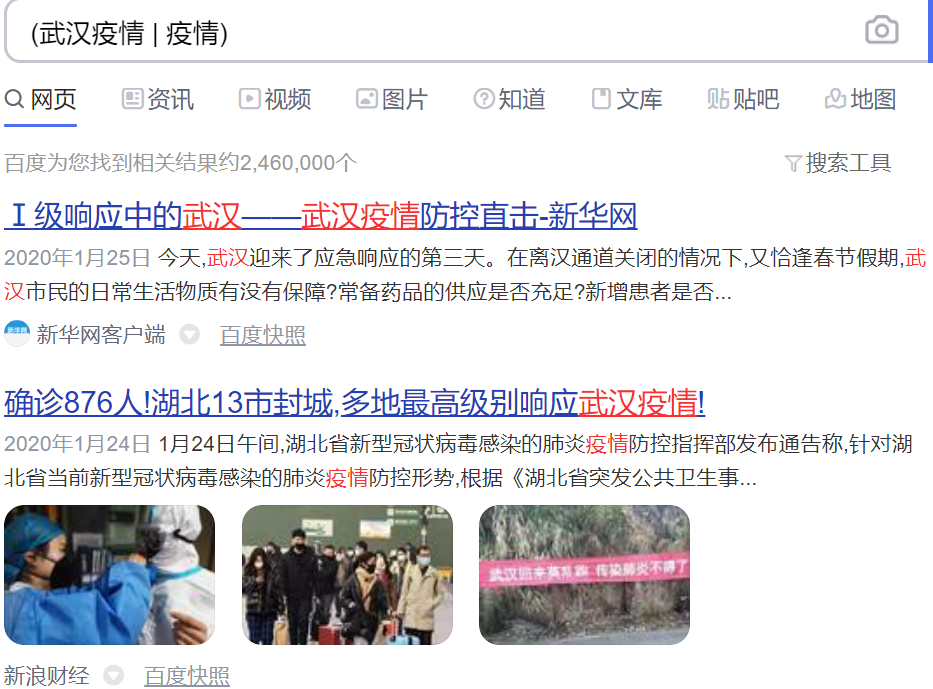 (武汉疫情 | 疫情)
网页 资讯 视频 图片 知道 文库 贴吧 地图
百度为您找到相关结果约2,460,000个 搜索工具
Ⅰ级响应中的武汉——武汉疫情防控直击-新华网
2020年1月25日 今天,武汉迎来了应急响应的第三天。在离汉通道关闭的情况下,又恰逢春节假期,武
汉市民的日常生活物质有没有保障?常备药品的供应是否充足?新增患者是否...
新华网
新华网客户端 百度快照
确诊876人!湖北13市封城,多地最高级别响应武汉疫情!
2020年1月24日 1月24日午间,湖北省新型冠状病毒感染的肺炎疫情防控指挥部发布通告称,针对湖
北省当前新型冠状病毒感染的肺炎疫情防控形势,根据《湖北省突发公共卫生事...
武汉回来 传染肺炎不得了
新浪财经 百度快照